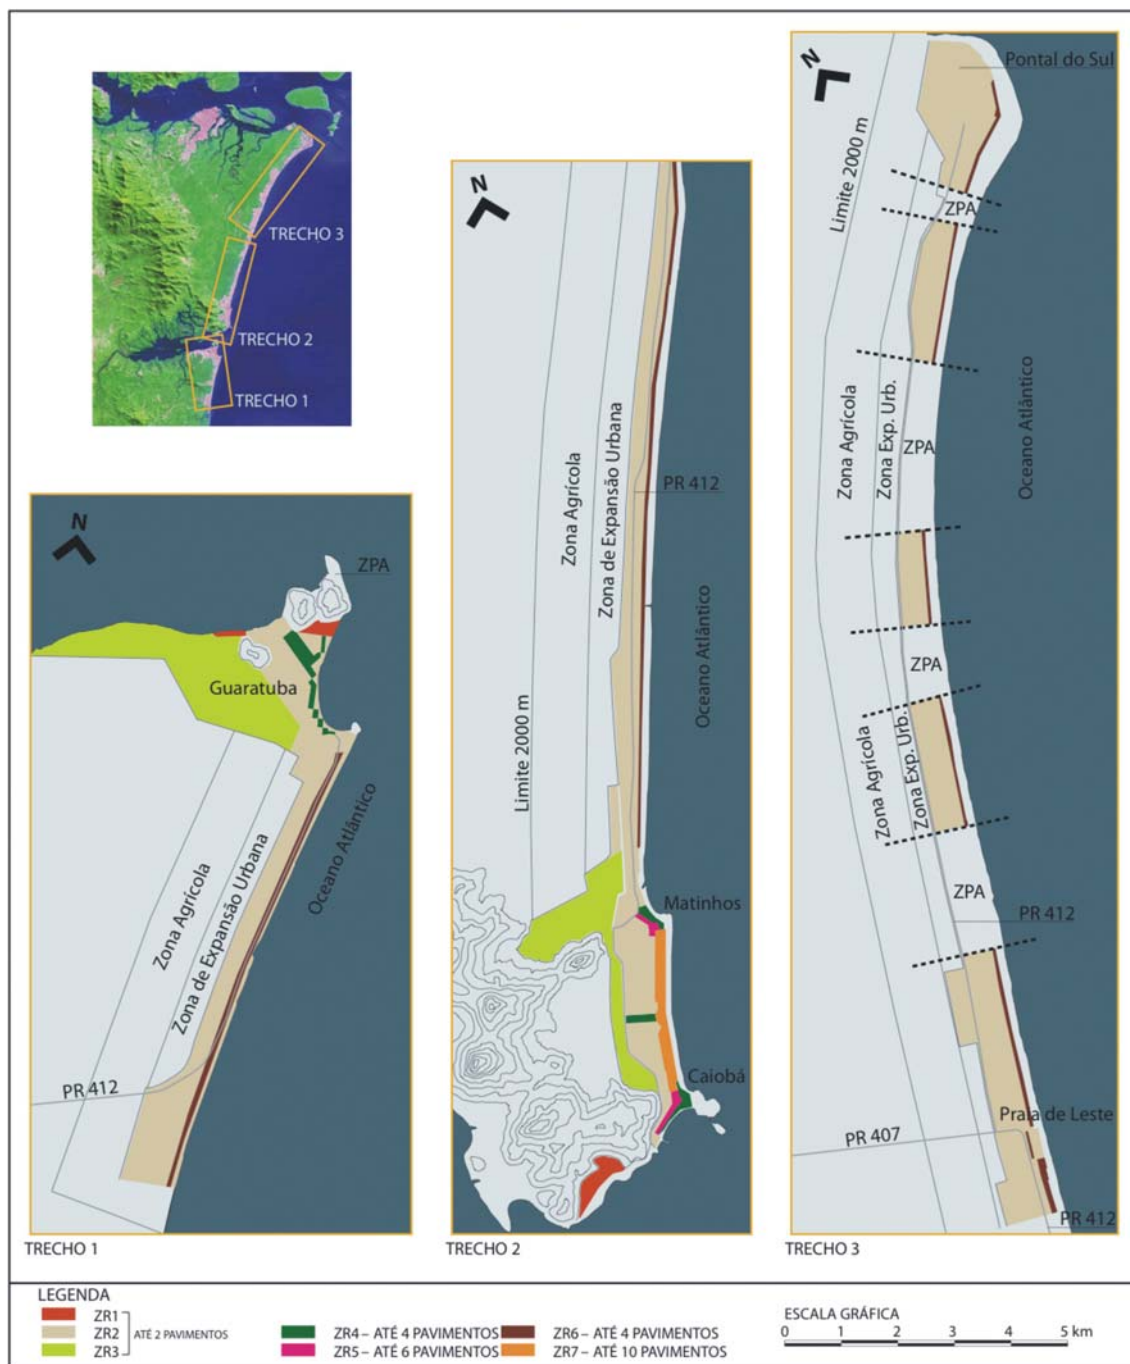 TRECHO 3
TRECHO 2
TRECHO 1
N
ZPA
Guaratuba
Oceano Atlântico
Zona Agrícola
Zona de Expansão Urbana
PR 412
TRECHO 1
N
PR 412
Zona Agrícola
Zona de Expansão Urbana
Oceano Atlântico
Limite 2000 m
Matinhos
Caiobá
TRECHO 2
Pontal do Sul
N
Limite 2000 m
ZPA
Oceano Atlântico
Zona Agrícola
Zona Exp. Urb.
ZPA
ZPA
Zona Agrícola
Zona Exp. Urb.
ZPA
PR 412
Praia de Leste
PR 407
PR 412
TRECHO 3
LEGENDA
ZR1
ZR2
ZR3
ATÉ 2 PAVIMENTOS
ZR4 – ATÉ 4 PAVIMENTOS
ZR5 – ATÉ 6 PAVIMENTOS
ZR6 – ATÉ 4 PAVIMENTOS
ZR7 – ATÉ 10 PAVIMENTOS
ESCALA GRÁFICA
0 1 2 3 4 5 km